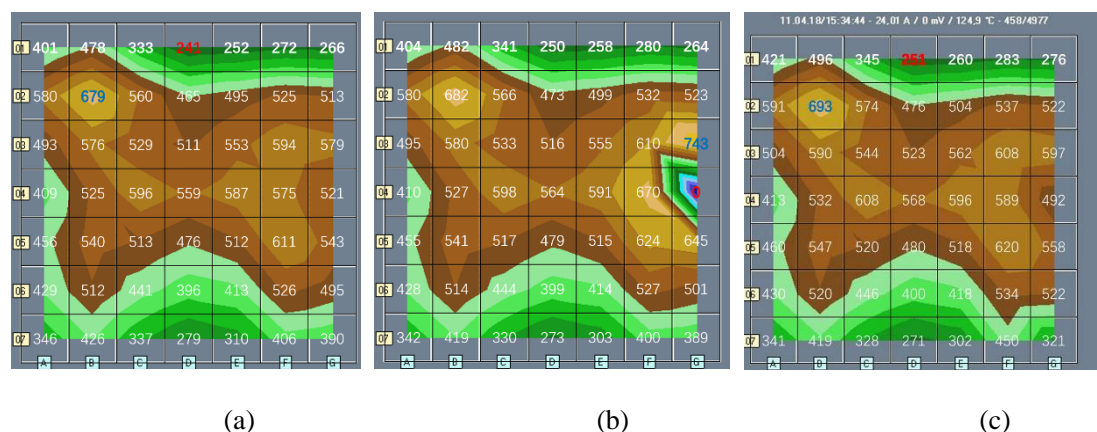 11.04.18/15:34:44 - 24,01 A / 0 mV / 124,9 °C - 458/4977
01 401 478 333 241 252 272 266
02 580 679 560 465 495 525 513
03 493 576 529 511 553 594 579
04 409 525 596 559 587 575 521
05 456 540 513 476 512 611 543
06 429 512 441 396 413 526 495
07 346 426 337 279 310 406 390
A B C D E F G
01 404 482 341 250 258 280 264
02 580 682 566 473 499 532 523
03 495 580 533 516 555 610 743
04 410 527 598 564 591 670
05 455 541 517 479 515 624 645
06 428 514 444 399 414 527 501
07 342 419 330 273 303 400 389
A B C D E F G
01 421 496 345 251 260 283 276
02 591 693 574 476 504 537 522
03 504 590 544 523 562 608 597
04 413 532 608 568 596 589 492
05 460 547 520 480 518 620 558
06 430 520 446 400 418 534 522
07 341 419 328 271 302 450 321
A B C D E F G
(a) (b) (c)